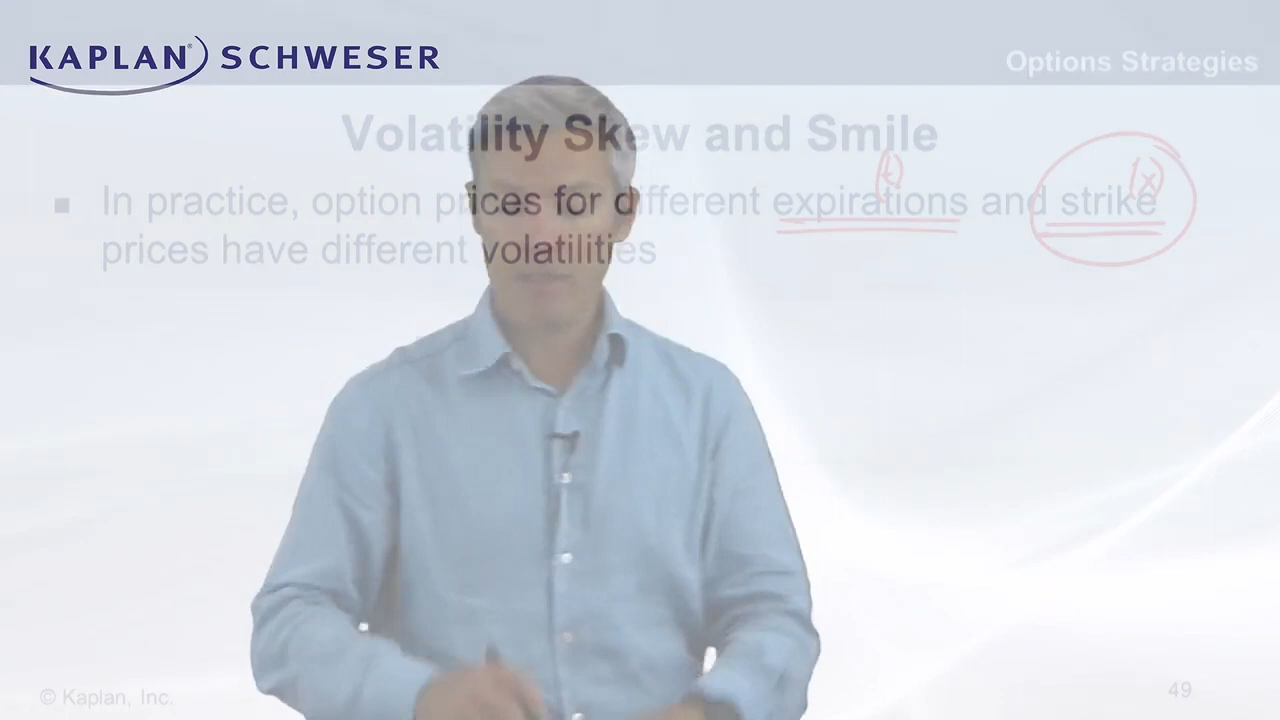 KAPLAN® SCHWESER
Options Strategies
Volatility Skew and Smile
(t)
(x)
■ In practice, option prices for different expirations and strike
prices have different volatilities
© Kaplan, Inc.
49